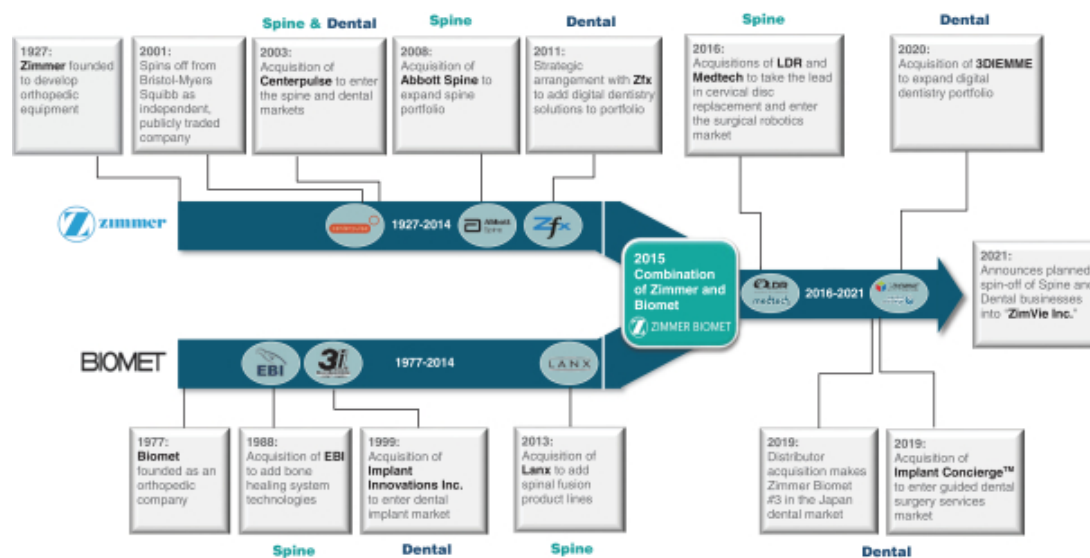 Spine & Dental
Spine
Dental
Spine
Dental
1927:
Zimmer founded
to develop
orthopedic
equipment
2001:
Spins off from
Bristol-Myers
Squibb as
independent,
publicly traded
company
2003:
Acquisition of
Centerpulse to enter
the spine and dental
markets
2008:
Acquisition of
Abbott Spine to
expand spine
portfolio
2011:
Strategic
arrangement with Zfx
to add digital dentistry
solutions to portfolio
2016:
Acquisitions of LDR and
Medtech to take the lead
in cervical disc
replacement and enter
the surgical robotics
market
2020:
Acquisition of 3DIEMME
to expand digital
dentistry portfolio
zimmer
centerpulse
1927-2014
Abbott
Spine
Zfx
2015
Combination
of Zimmer and
Biomet
ZIMMER BIOMET
LDR
medtech
2016-2021
2021:
Announces planned
spin-off of Spine and
Dental businesses
into "ZimVie Inc."
BIOMET
EBI
3i
1977-2014
LANX
1977:
Biomet
founded as an
orthopedic
company
1988:
Acquisition of EBI
to add bone
healing system
technologies
1999:
Acquisition of
Implant
Innovations Inc.
to enter dental
implant market
2013:
Acquisition of
Lanx to add
spinal fusion
product lines
2019:
Distributor
acquisition makes
Zimmer Biomet
#3 in the Japan
dental market
2019:
Acquisition of
Implant Concierge™
to enter guided dental
surgery services
market
Spine
Dental
Spine
Dental